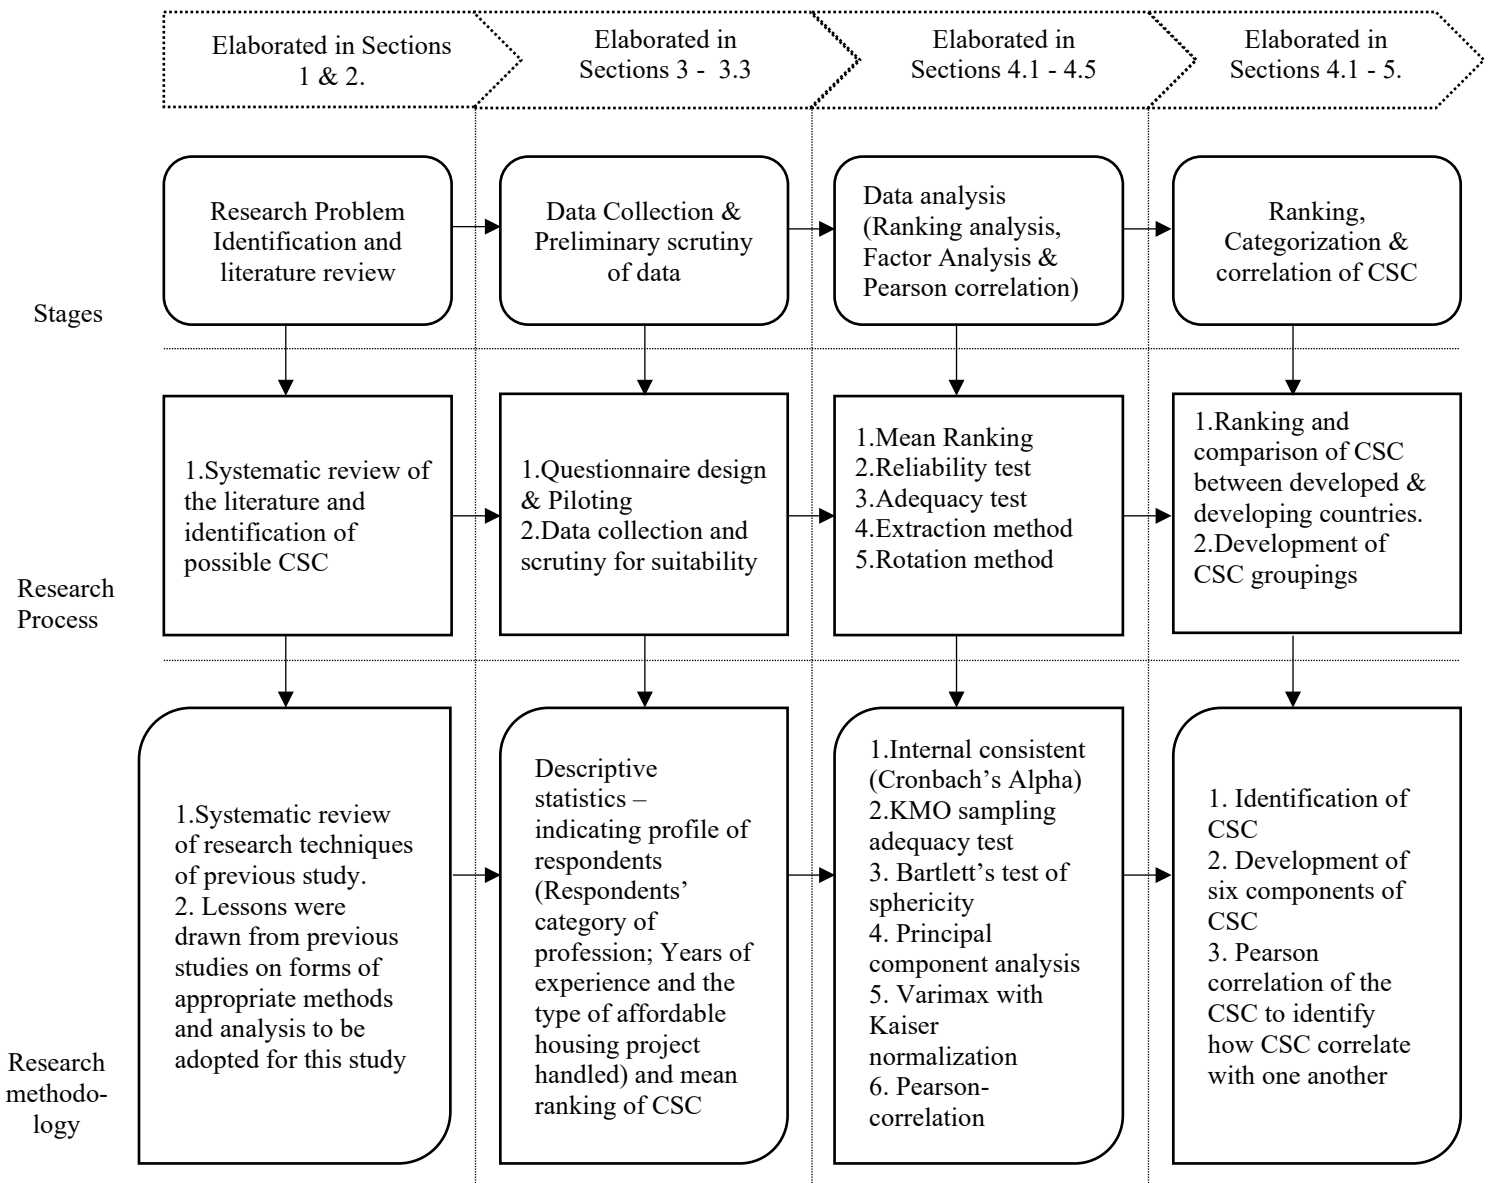 Elaborated in Sections
1 & 2.
Elaborated in
Sections 3 - 3.3
Elaborated in
Sections 4.1 - 4.5
Elaborated in
Sections 4.1 - 5.
Stages
Research Problem
Identification and
literature review
Data Collection &
Preliminary scrutiny
of data
Data analysis
(Ranking analysis,
Factor Analysis &
Pearson correlation)
Ranking,
Categorization &
correlation of CSC
Research
Process
1.Systematic review of
the literature and
identification of
possible CSC
1.Questionnaire design
& Piloting
2.Data collection and
scrutiny for suitability
1.Mean Ranking
2.Reliability test
3.Adequacy test
4.Extraction method
5.Rotation method
1.Ranking and
comparison of CSC
between developed &
developing countries.
2.Development of
CSC groupings
Research
methodo-
logy
1.Systematic review
of research techniques
of previous study.
2. Lessons were
drawn from previous
studies on forms of
appropriate methods
and analysis to be
adopted for this study
Descriptive
statistics –
indicating profile of
respondents
(Respondents’
category of
profession; Years of
experience and the
type of affordable
housing project
handled) and mean
ranking of CSC
1.Internal consistent
(Cronbach’s Alpha)
2.KMO sampling
adequacy test
3. Bartlett’s test of
sphericity
4. Principal
component analysis
5. Varimax with
Kaiser
normalization
6. Pearson-
correlation
1. Identification of
CSC
2. Development of
six components of
CSC
3. Pearson
correlation of the
CSC to identify
how CSC correlate
with one another